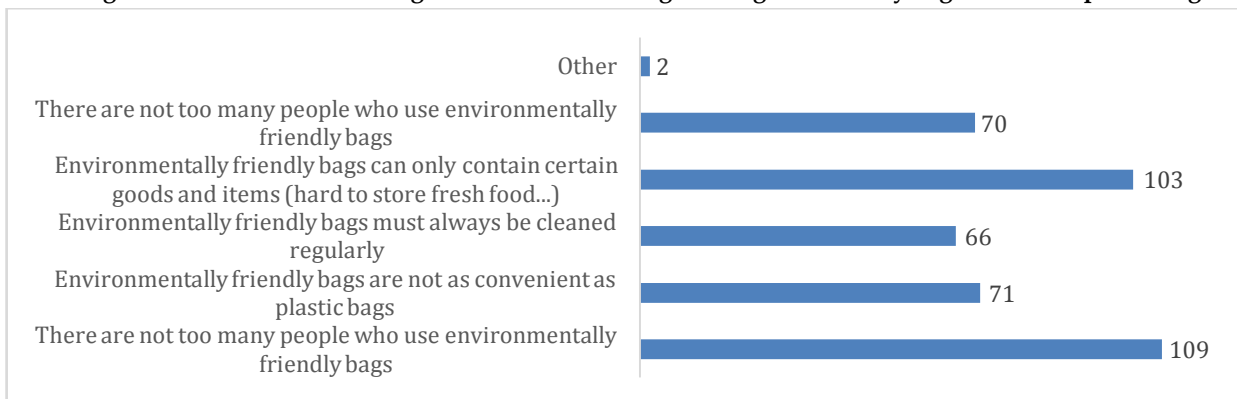 Other
2
There are not too many people who use environmentally
friendly bags
70
Environmentally friendly bags can only contain certain
goods and items (hard to store fresh food...)
103
Environmentally friendly bags must always be cleaned
regularly
66
Environmentally friendly bags are not as convenient as
plastic bags
71
There are not too many people who use environmentally
friendly bags
109